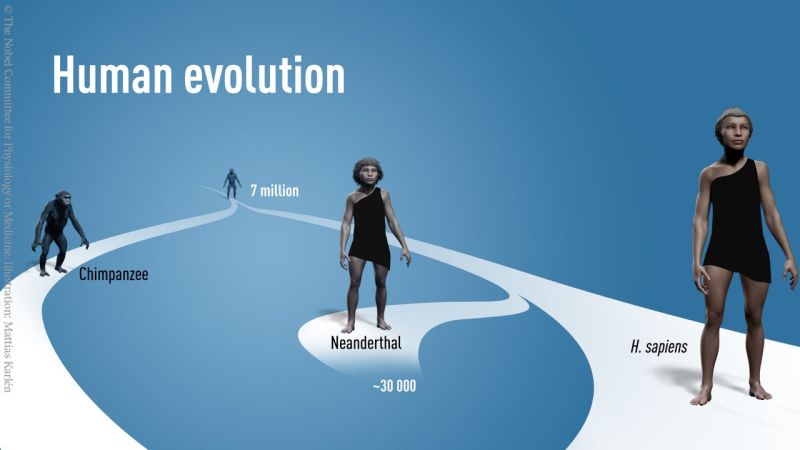 © The Nobel Committee for Physiology or Medicine. Illustration: Mattias Karlén
Human evolution
7 million
Chimpanzee
Neanderthal
H. sapiens
~30 000